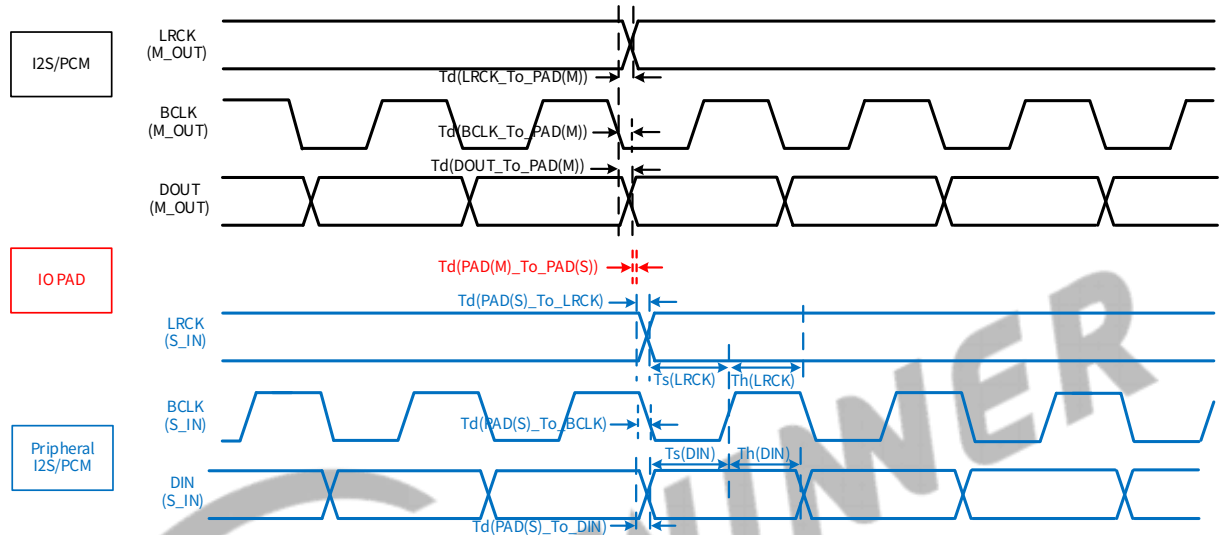 I2S/PCM
LRCK
(M_OUT)
Td(LRCK_To_PAD(M))
BCLK
(M_OUT)
Td(BCLK_To_PAD(M))
Td(DOUT_To_PAD(M))
DOUT
(M_OUT)
IO PAD
Td(PAD(M)_To_PAD(S))
Td(PAD(S)_To_LRCK)
LRCK
(S_IN)
Ts(LRCK)
Th(LRCK)
BCLK
(S_IN)
Td(PAD(S)_To_BCLK)
Pripheral
I2S/PCM
Ts(DIN)
Th(DIN)
DIN
(S_IN)
Td(PAD(S)_To_DIN)